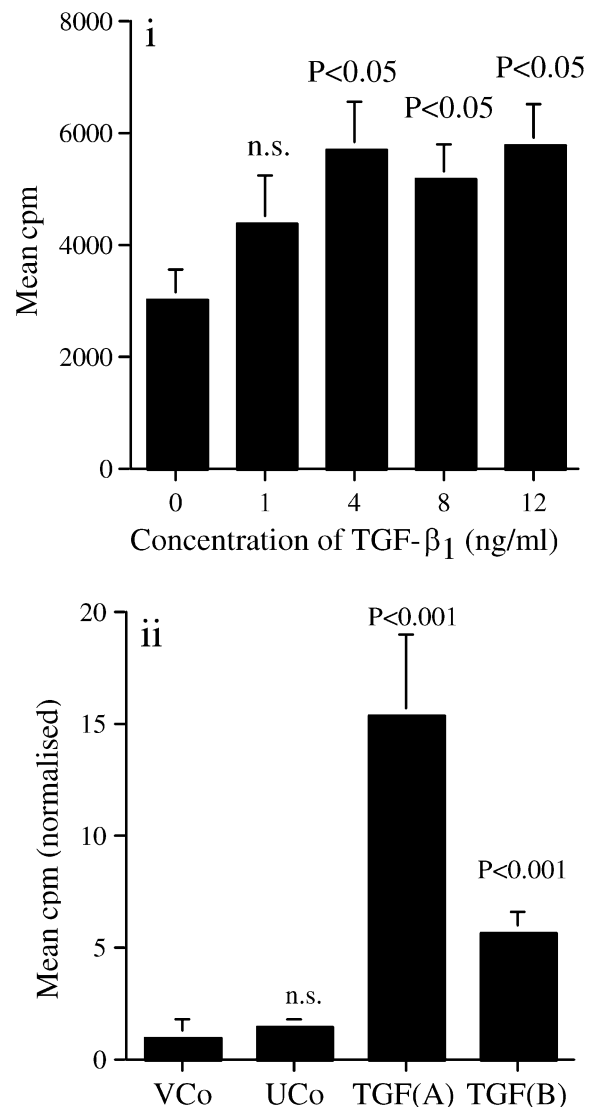 i
8000
6000
4000
2000
0
Mean cpm
n.s.
P<0.05
P<0.05
P<0.05
0 1 4 8 12
Concentration of TGF-β1 (ng/ml)
ii
20
15
10
5
0
Mean cpm (normalised)
n.s.
P<0.001
P<0.001
VCo UCo TGF(A) TGF(B)